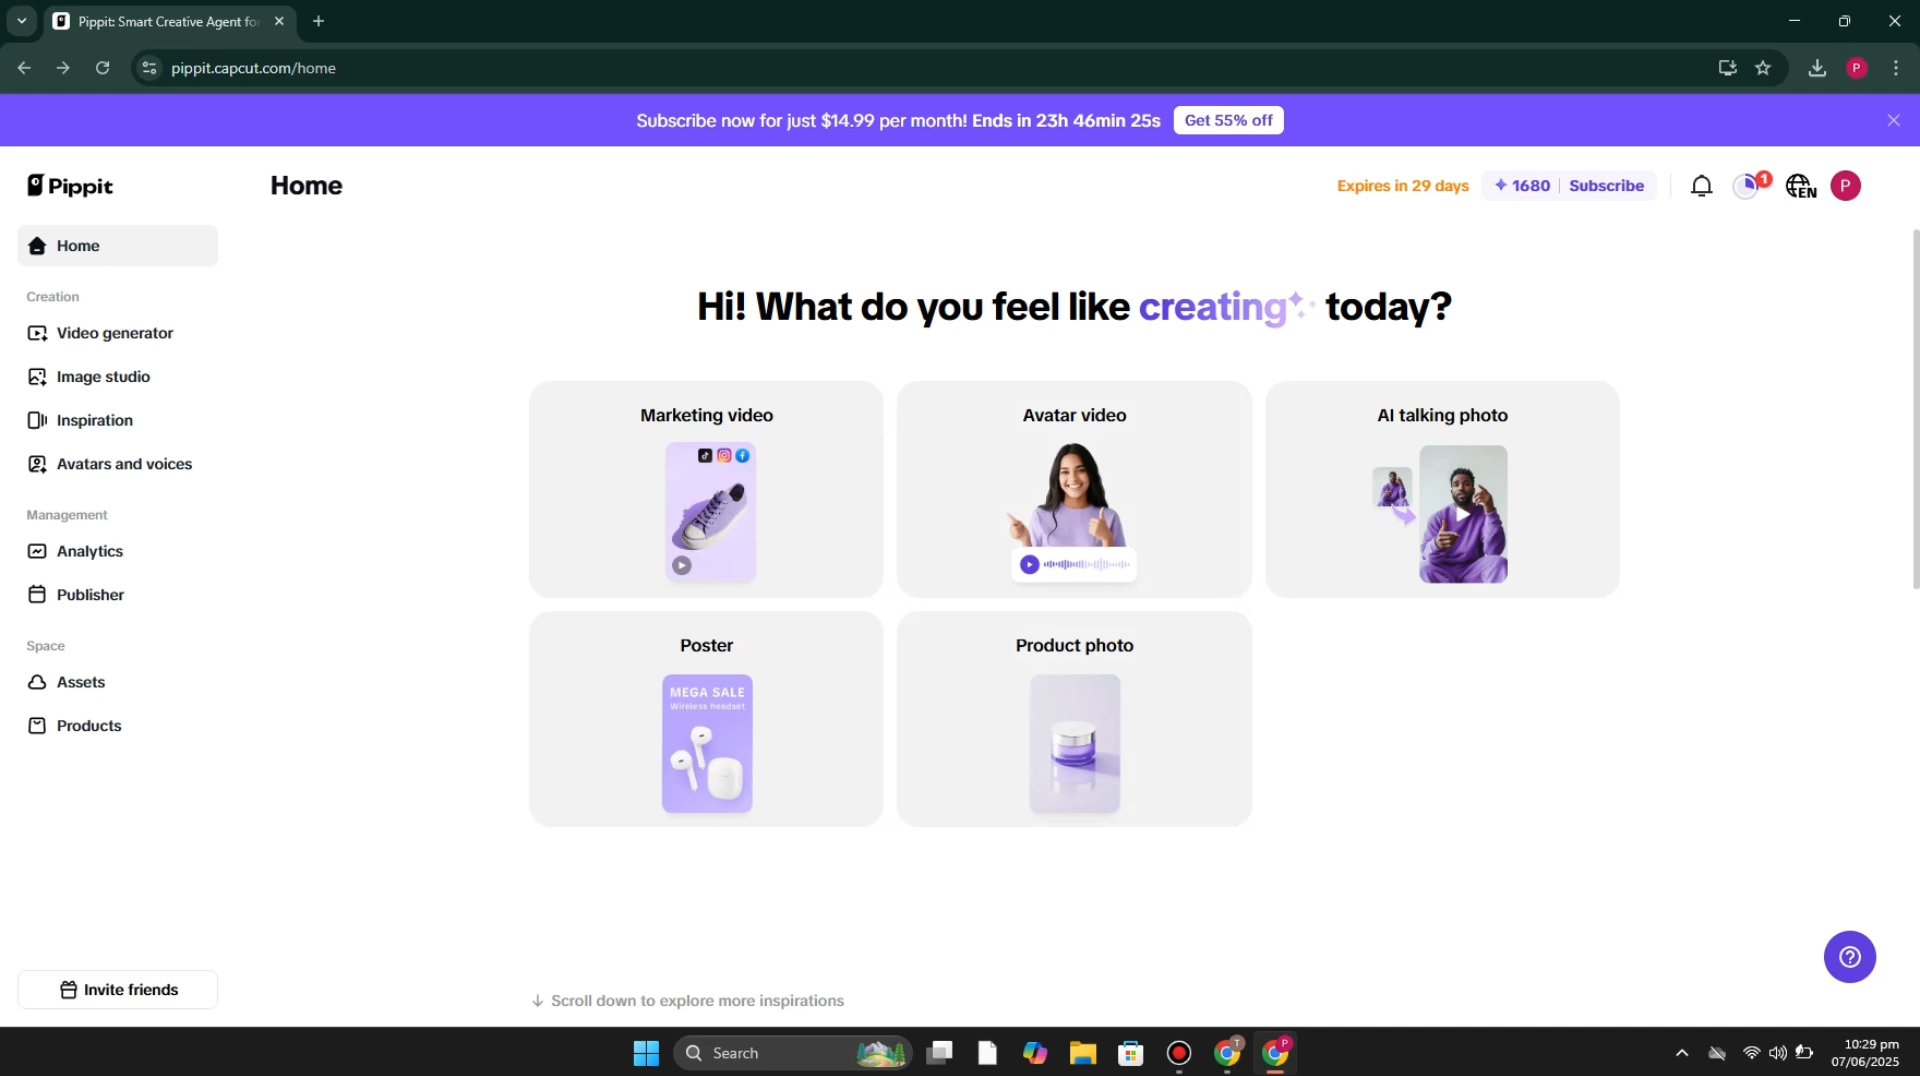 Pippit: Smart Creative Agent for
pippit.capcut.com/home
P
Subscribe now for just $14.99 per month! Ends in 23h 46min 25s
Get 55% off
Pippit
Home
Expires in 29 days
1680
Subscribe
1
EN
P
Home
Creation
Video generator
Image studio
Inspiration
Avatars and voices
Management
Analytics
Publisher
Space
Assets
Products
Invite friends
Hi! What do you feel like creating today?
Marketing video
Avatar video
AI talking photo
Poster
MEGA SALE
Wireless headset
Product photo
Scroll down to explore more inspirations
Search
T
P
10:29 pm
07/06/2025